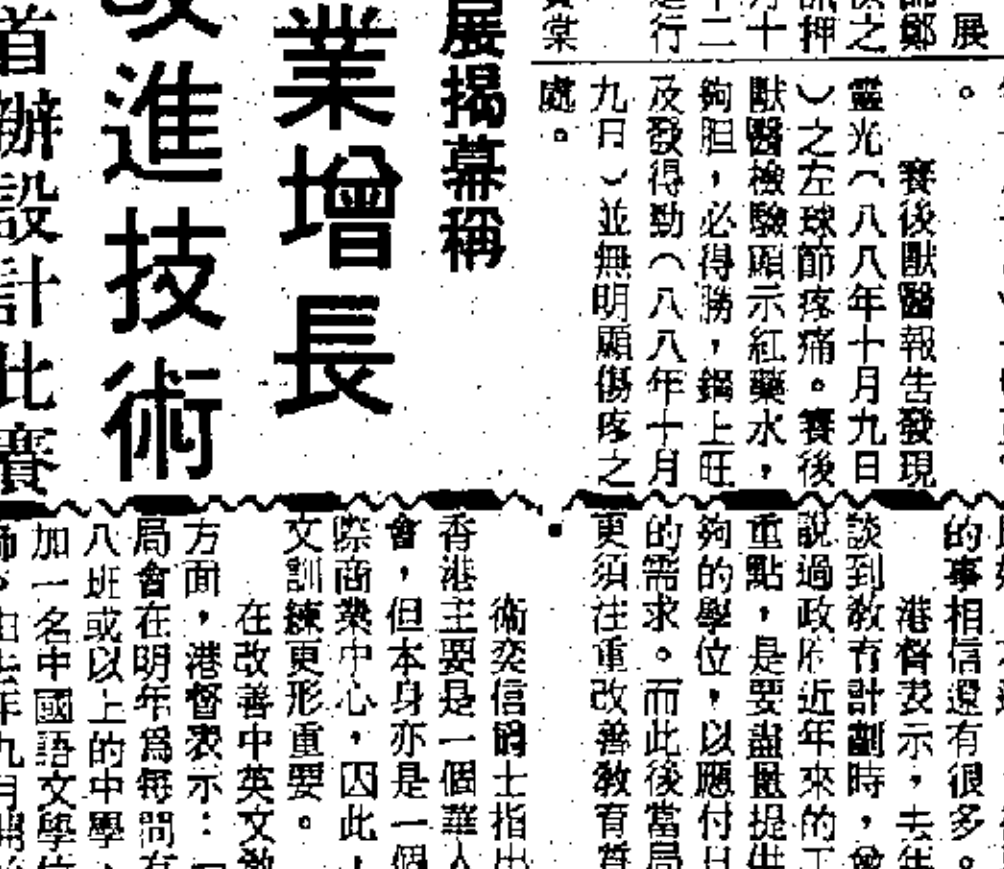 展
鄭
之
押
十
二
行
棠
賽後獸醫報告發現
靈光(八八年十月九日
)之左球節疼痛。賽後
獸醫檢驗顯示紅藥水,
夠胆,必得勝,鍋上旺
及發得勁(八八年十月
九日)並無明顯傷疼之
處。
展揭幕稱
業增長
改進技術
首辦設計比賽
的事相信還有很多。
港督表示,去年
談到教育計劃時,曾
說過政府近年來的工
重點,是要盡量提供
夠的學位,以應付日
的需求。而此後當局
更須注重改善教育質
衞奕信爵士指出
香港主要是一個華人
會,但本身亦是一個
際商業中心,因此,
文訓練更形重要。
在改善中英文教
方面,港督表示:「
局會在明年爲每間有
八班或以上的中學,
加一名中國語文學位
年九月開始